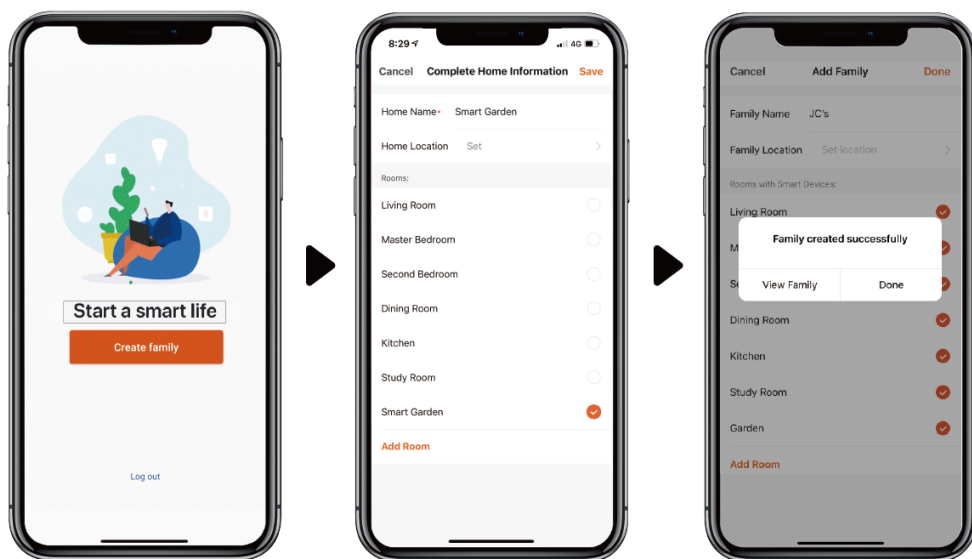 Start a smart life
Create family
Log out
8:29
4G
Cancel Complete Home Information Save
Home Name* Smart Garden
Home Location Set
Rooms:
Living Room
Master Bedroom
Second Bedroom
Dining Room
Kitchen
Study Room
Smart Garden
Add Room
Cancel Add Family Done
Family Name JC's
Family Location Set location
Rooms with Smart Devices:
Living Room
Family created successfully
M
Se
View Family Done
Dining Room
Kitchen
Study Room
Garden
Add Room